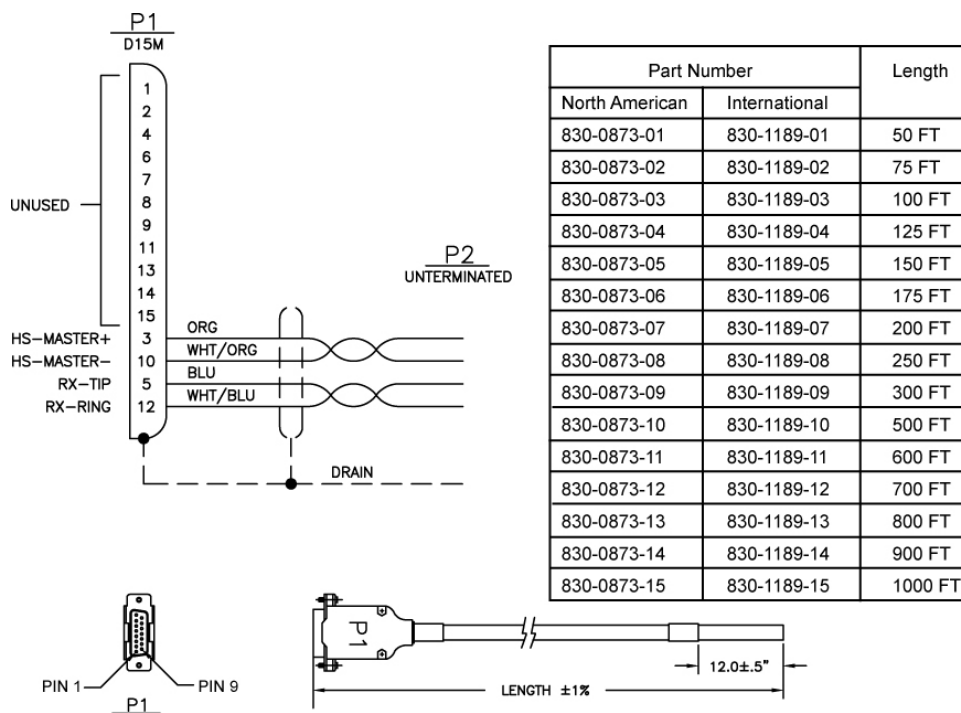 P1
D15M
UNUSED
1
2
4
6
7
8
9
11
13
14
15
HS-MASTER+ 3 ORG
HS-MASTER- 10 WHT/ORG
RX-TIP 5 BLU
RX-RING 12 WHT/BLU
DRAIN
P2
UNTERMINATED
Part Number Length
North American International
830-0873-01 830-1189-01 50 FT
830-0873-02 830-1189-02 75 FT
830-0873-03 830-1189-03 100 FT
830-0873-04 830-1189-04 125 FT
830-0873-05 830-1189-05 150 FT
830-0873-06 830-1189-06 175 FT
830-0873-07 830-1189-07 200 FT
830-0873-08 830-1189-08 250 FT
830-0873-09 830-1189-09 300 FT
830-0873-10 830-1189-10 500 FT
830-0873-11 830-1189-11 600 FT
830-0873-12 830-1189-12 700 FT
830-0873-13 830-1189-13 800 FT
830-0873-14 830-1189-14 900 FT
830-0873-15 830-1189-15 1000 FT
PIN 1 PIN 9
P1
P1
12.0±.5"
LENGTH ±1%